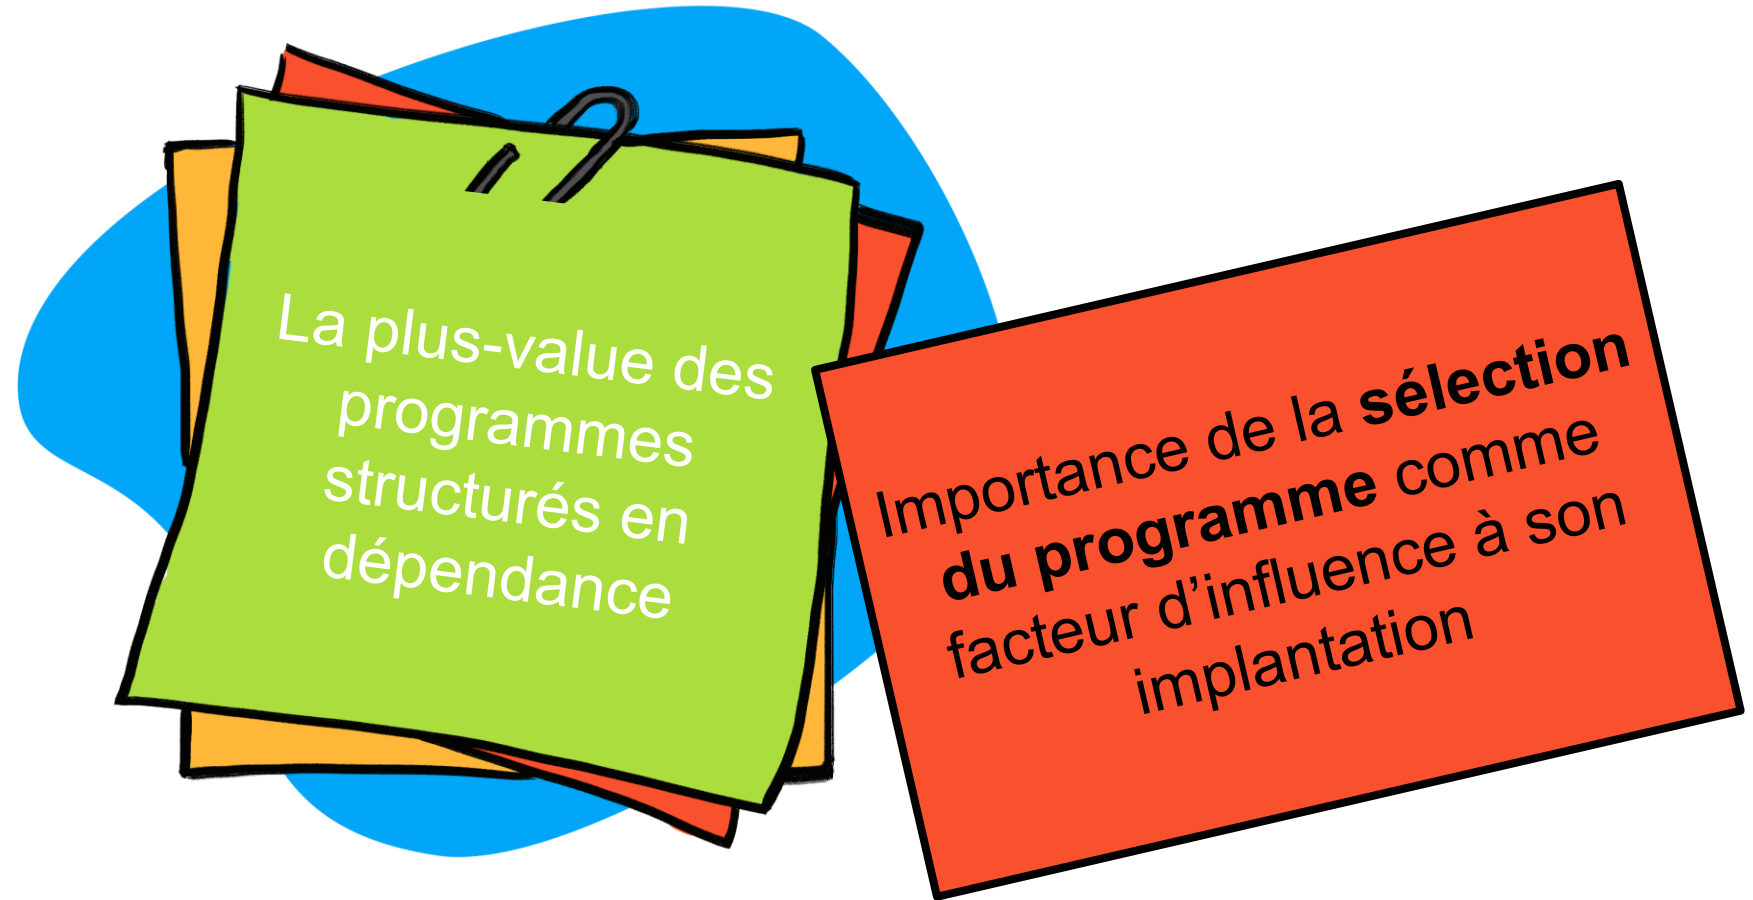 La plus-value des
programmes
structurés en
dépendance
Importance de la sélection
du programme comme
facteur d’influence à son
implantation